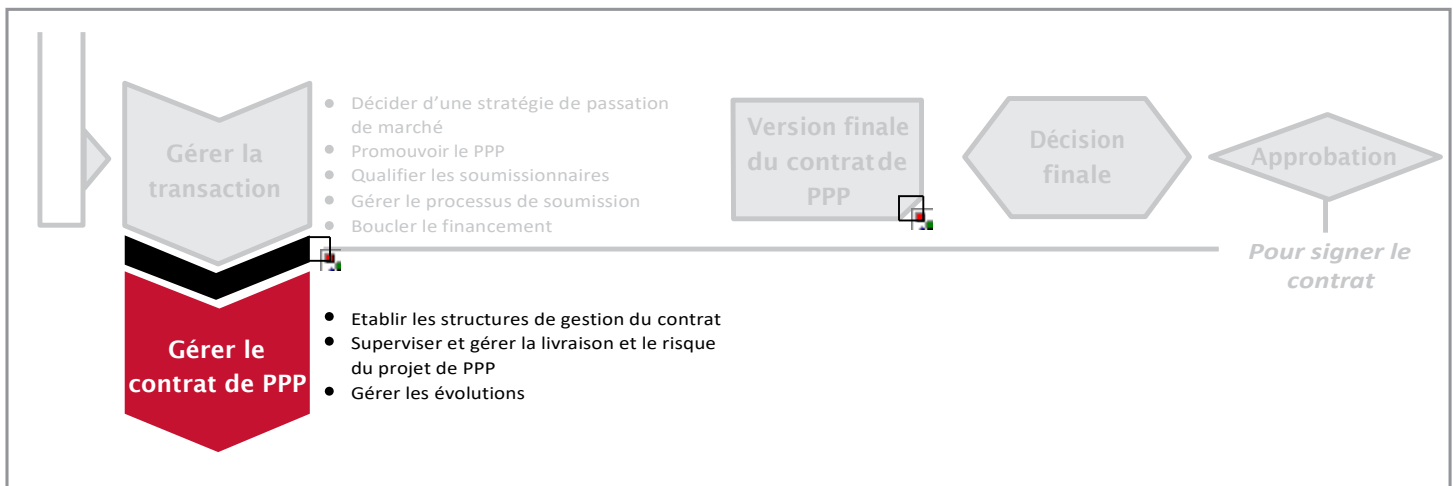 Gérer la
transaction
• Décider d’une stratégie de passation
de marché
• Promouvoir le PPP
• Qualifier les soumissionnaires
• Gérer le processus de soumission
• Boucler le financement
Version finale
du contrat de
PPP
Décision
finale
Approbation
Pour signer le
contrat
Gérer le
contrat de PPP
• Etablir les structures de gestion du contrat
• Superviser et gérer la livraison et le risque
du projet de PPP
• Gérer les évolutions